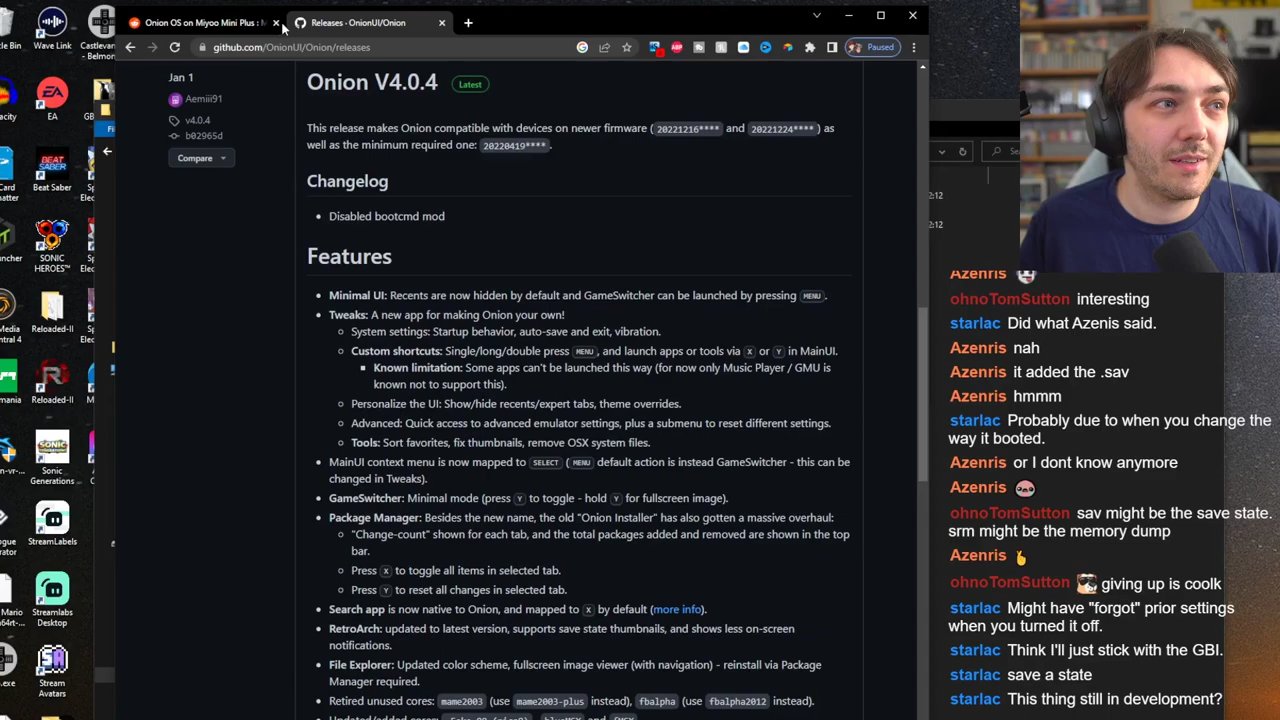 Onion OS on Miyoo Mini Plus : M
Releases · OnionUI/Onion
github.com/OnionUI/Onion/releases
Paused
cle Bin
Wave Link
Castlevan
Belmon
EA
BEAT SABER
Beat Saber
SONIC HEROES™
Reloaded-II
Reloaded-II
Sonic Generations
StreamLabels
Streamlabs Desktop
Stream Avatars
Jan 1
Aemiii91
v4.0.4
b02965d
Compare
Onion V4.0.4 Latest
This release makes Onion compatible with devices on newer firmware ( 20221216**** and 20221224**** ) as
well as the minimum required one: 20220419**** .
Changelog
• Disabled bootcmd mod
Features
• Minimal UI: Recents are now hidden by default and GameSwitcher can be launched by pressing MENU .
• Tweaks: A new app for making Onion your own!
System settings: Startup behavior, auto-save and exit, vibration.
Custom shortcuts: Single/long/double press MENU , and launch apps or tools via X or Y in MainUI.
Known limitation: Some apps can't be launched this way (for now only Music Player / GMU is
known not to support this).
Personalize the UI: Show/hide recents/expert tabs, theme overrides.
Advanced: Quick access to advanced emulator settings, plus a submenu to reset different settings.
Tools: Sort favorites, fix thumbnails, remove OSX system files.
• MainUI context menu is now mapped to SELECT ( MENU default action is instead GameSwitcher - this can be
changed in Tweaks).
• GameSwitcher: Minimal mode (press Y to toggle - hold Y for fullscreen image).
• Package Manager: Besides the new name, the old "Onion Installer" has also gotten a massive overhaul:
"Change-count" shown for each tab, and the total packages added and removed are shown in the top
bar.
Press X to toggle all items in selected tab.
Press Y to reset all changes in selected tab.
• Search app is now native to Onion, and mapped to X by default (more info).
• RetroArch: updated to latest version, supports save state thumbnails, and shows less on-screen
notifications.
• File Explorer: Updated color scheme, fullscreen image viewer (with navigation) - reinstall via Package
Manager required.
• Retired unused cores: mame2003 (use mame2003-plus instead), fbalpha (use fbalpha2012 instead).
Sea
2:12
2:12
Azenris
ohnoTomSutton interesting
starlac Did what Azenis said.
Azenris nah
Azenris it added the .sav
Azenris hmmm
starlac Probably due to when you change the
way it booted.
Azenris or I dont know anymore
Azenris
ohnoTomSutton sav might be the save state.
srm might be the memory dump
Azenris
ohnoTomSutton giving up is coolk
starlac Might have "forgot" prior settings
when you turned it off.
starlac Think I'll just stick with the GBI.
starlac save a state
starlac This thing still in development?